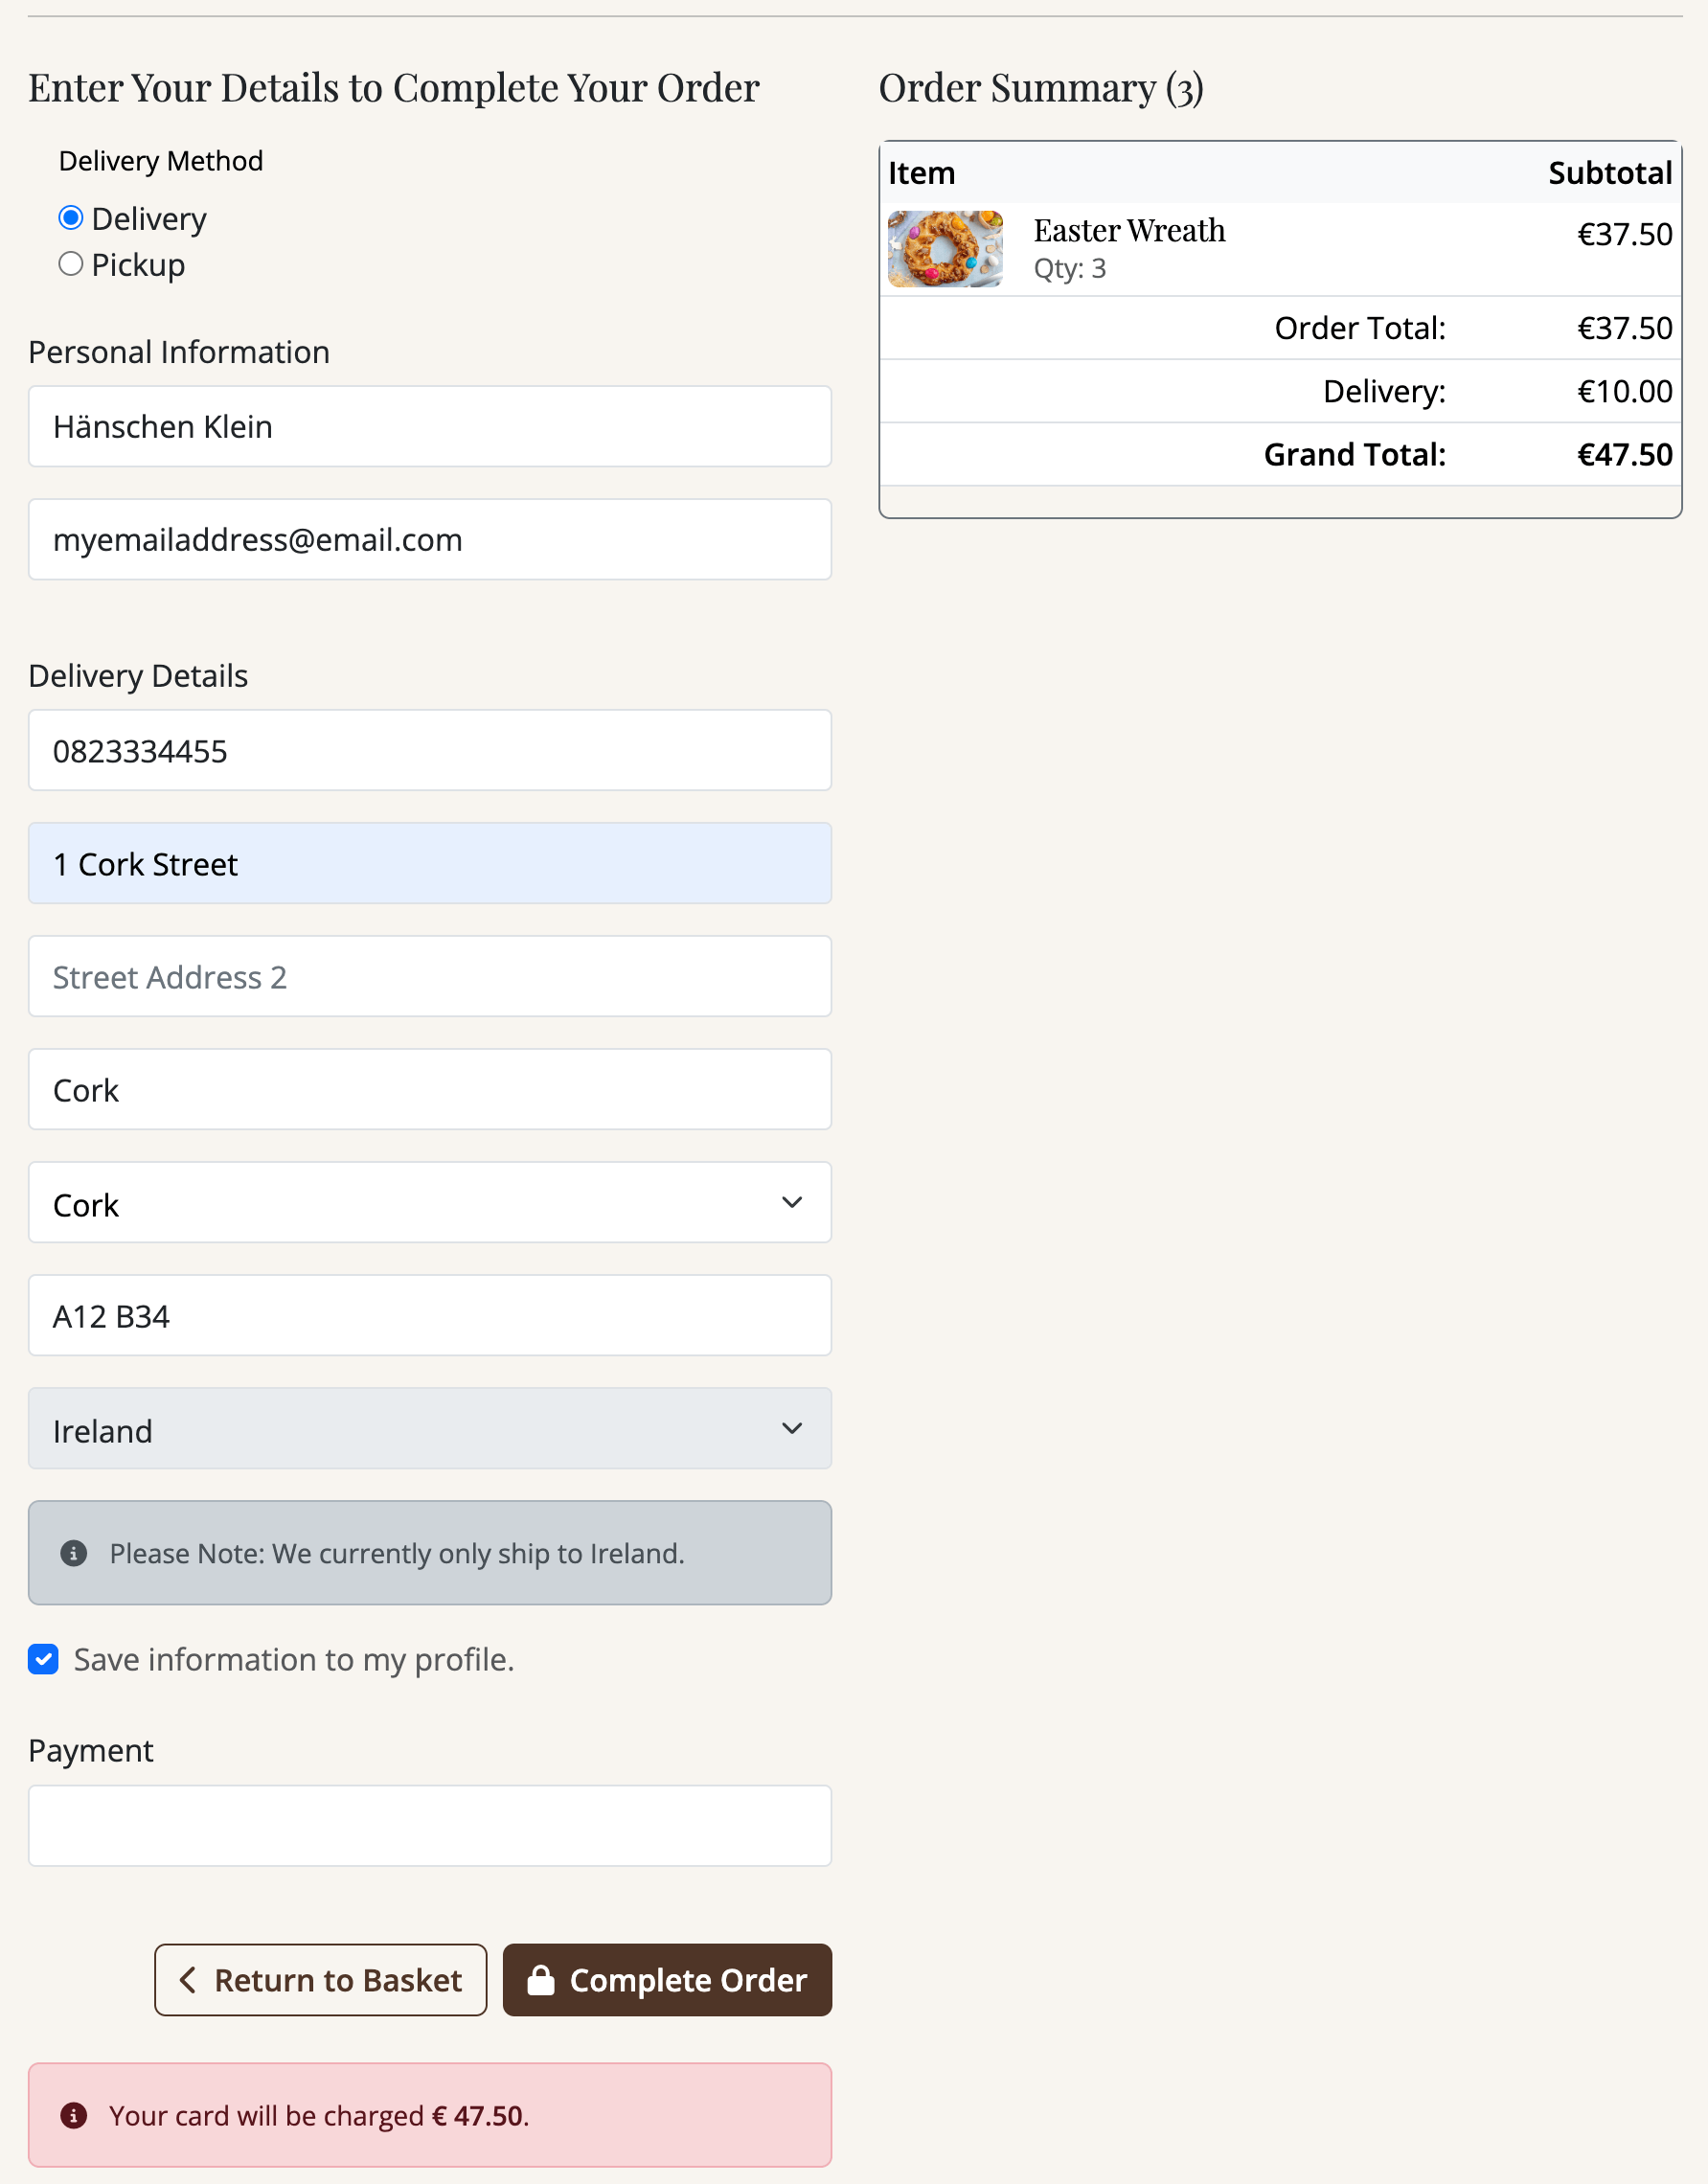 Enter Your Details to Complete Your Order
Delivery Method
Delivery
Pickup
Personal Information
Hänschen Klein
myemailaddress@email.com
Delivery Details
0823334455
1 Cork Street
Street Address 2
Cork
Cork
A12 B34
Ireland
Please Note: We currently only ship to Ireland.
Save information to my profile.
Payment
Return to Basket
Complete Order
Your card will be charged € 47.50.
Order Summary (3)
Item Subtotal
Easter Wreath €37.50
Qty: 3
Order Total: €37.50
Delivery: €10.00
Grand Total: €47.50